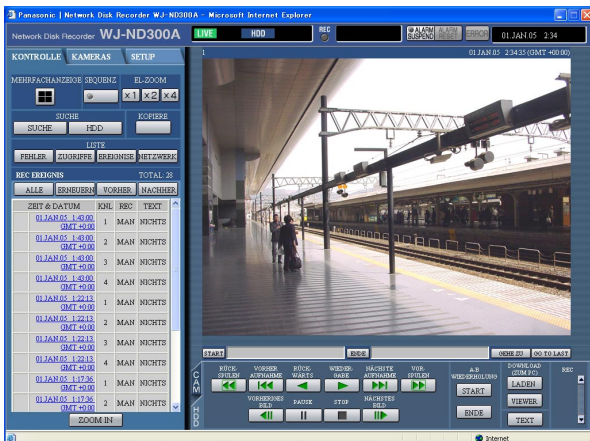 Panasonic | Network Disk Recorder WJ-ND300A - Microsoft Internet Explorer
Network Disk Recorder WJ-ND300A
LIVE HDD REC ALARM SUSPEND ALARM RESET ERROR 01.JAN.05 2:34
KONTROLLE KAMERAS SETUP
1 01.JAN.05 2:34:35 (GMT +00:00)
MEHRFACHANZEIGE SEQUENZ EL-ZOOM
x1 x2 x4
SUCHE KOPIERE
SUCHE HDD
LISTE
FEHLER ZUGRIFFE EREIGNISE NETZWERK
REC EREIGNIS TOTAL: 28
ALLE ERNEUERN VORHER. NACHHER
ZEIT & DATUM KNL REC TEXT
01.JAN.05 1:43:00 GMT +0:00 1 MAN NICHTS
01.JAN.05 1:43:00 GMT +0:00 2 MAN NICHTS
01.JAN.05 1:43:00 GMT +0:00 3 MAN NICHTS
01.JAN.05 1:43:00 GMT +0:00 4 MAN NICHTS
01.JAN.05 1:22:13 GMT +0:00 1 MAN NICHTS
01.JAN.05 1:22:13 GMT +0:00 2 MAN NICHTS
01.JAN.05 1:22:13 GMT +0:00 3 MAN NICHTS
01.JAN.05 1:22:13 GMT +0:00 4 MAN NICHTS
01.JAN.05 1:17:36 GMT +0:00 1 MAN NICHTS
01.JAN.05 1:17:36 GMT +0:00 2 MAN NICHTS
ZOOM IN
START ENDE GEHE ZU GO TO LAST
CAM
HDD
RÜCK-SPULEN VORHER AUFNAHME RÜCK-WÄRTS WIEDER-GABE NÄCHSTE AUFNAHME VOR-SPULEN
VORHERIGES BILD PAUSE STOP NÄCHSTES BILD
A-B WIEDERHOLUNG
START
ENDE
DOWNLOAD (ZUM PC)
LADEN
VIEWER
TEXT
REC
Internet